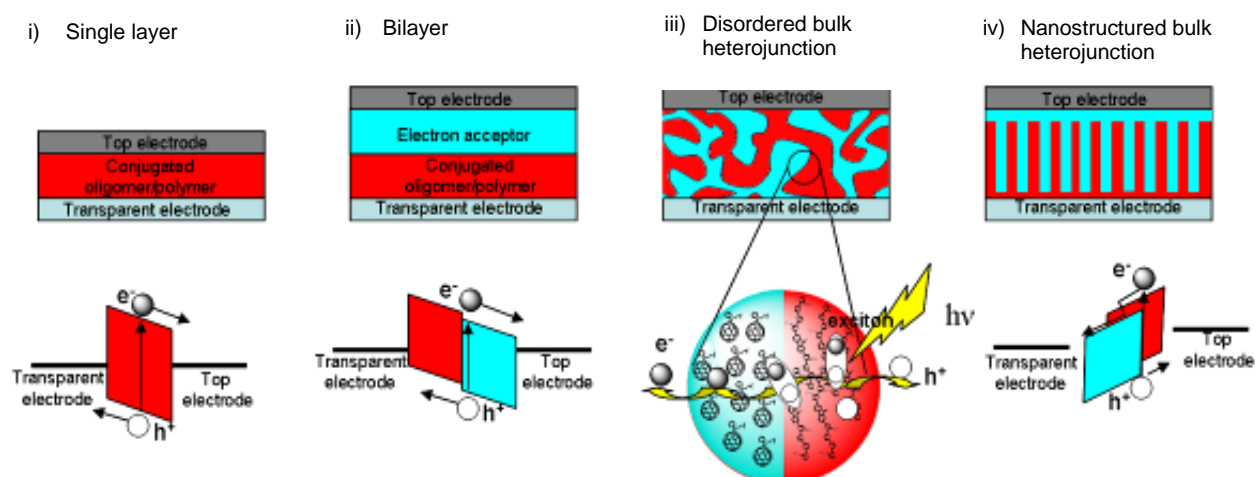 i) Single layer
ii) Bilayer
iii) Disordered bulk
heterojunction
iv) Nanostructured bulk
heterojunction
Top electrode
Conjugated
oligomer/polymer
Transparent electrode
Top electrode
Electron acceptor
Conjugated
oligomer/polymer
Transparent electrode
Top electrode
Transparent electrode
Top electrode
Transparent electrode
e-
Transparent
electrode
Top
electrode
h+
e-
Transparent
electrode
Top
electrode
h+
e-
exciton
hν
h+
e-
Transparent
electrode
Top
electrode
h+